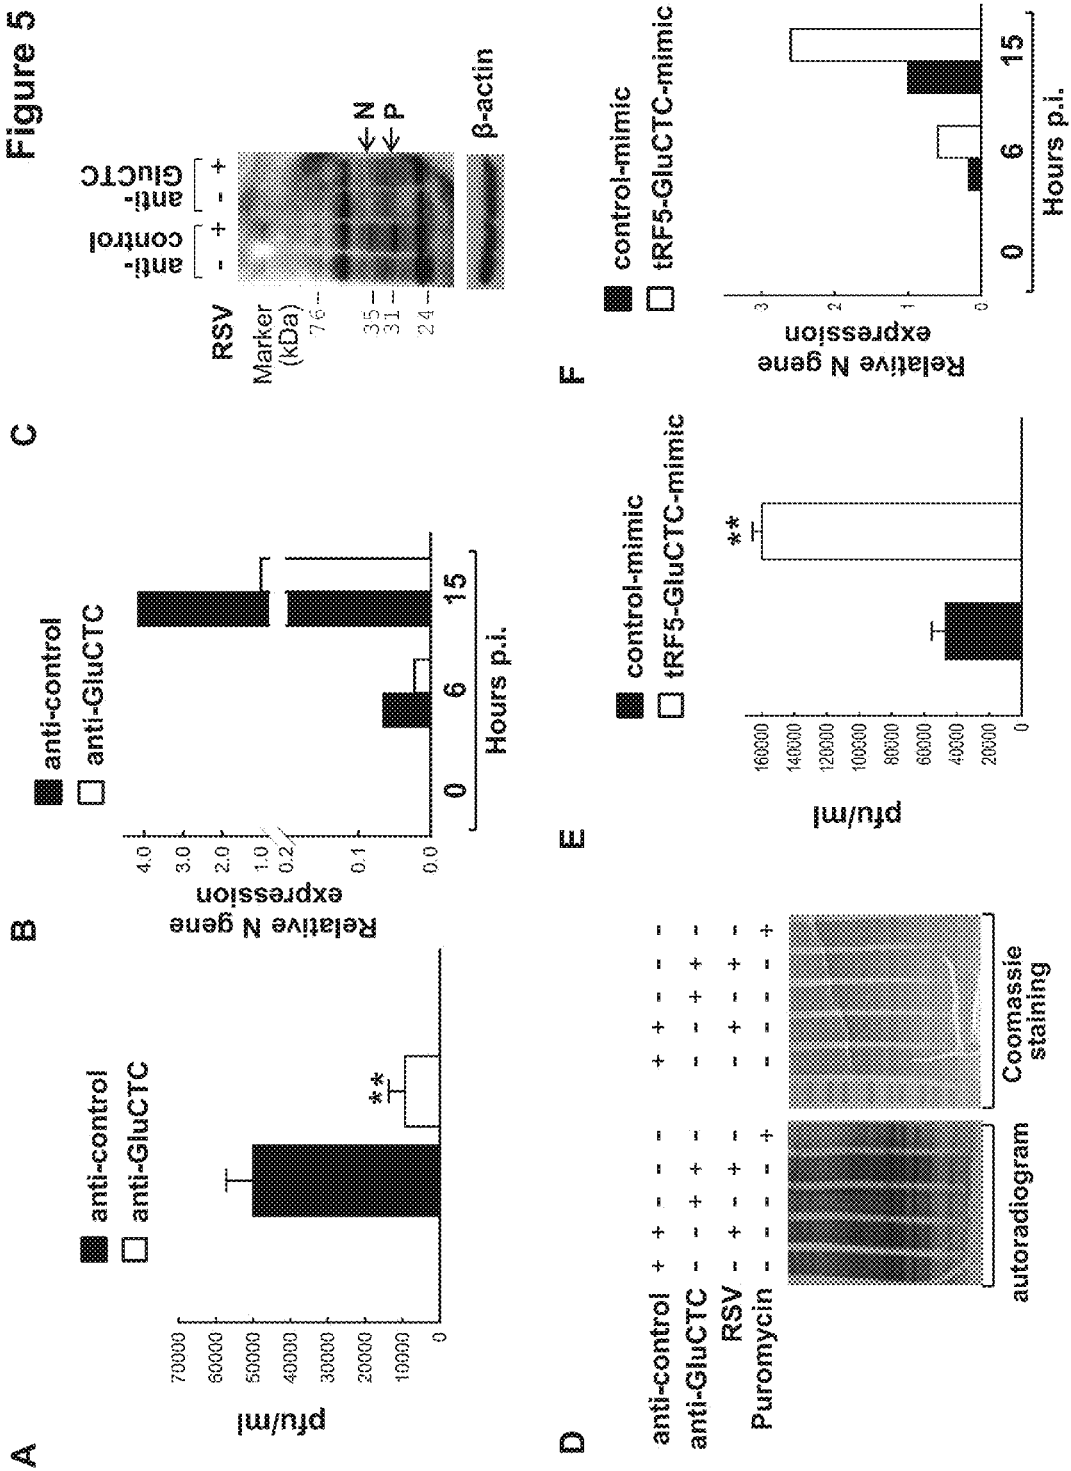 Figure 5
A
anti-control
anti-GluCTC
pfu/ml
70000
60000
50000
40000
30000
20000
10000
0
**
B
anti-control
anti-GluCTC
Relative N gene
expression
4.0
3.0
2.0
1.0
0.2
0.1
0.0
0 6 15
Hours p.i.
C
anti-
control
anti-
GluCTC
RSV - + - +
Marker
(kDa)
76
35
31
24
N
P
β-actin
D
anti-control + + - - - + + - - -
anti-GluCTC - - + + - - - + + -
RSV - + - + - - + - + -
Puromycin - - - - + - - - - +
autoradiogram
Coomassie
staining
E
control-mimic
tRF5-GluCTC-mimic
pfu/ml
160000
140000
120000
100000
80000
60000
40000
20000
0
**
F
control-mimic
tRF5-GluCTC-mimic
Relative N gene
expression
3
2
1
0
0 6 15
Hours p.i.